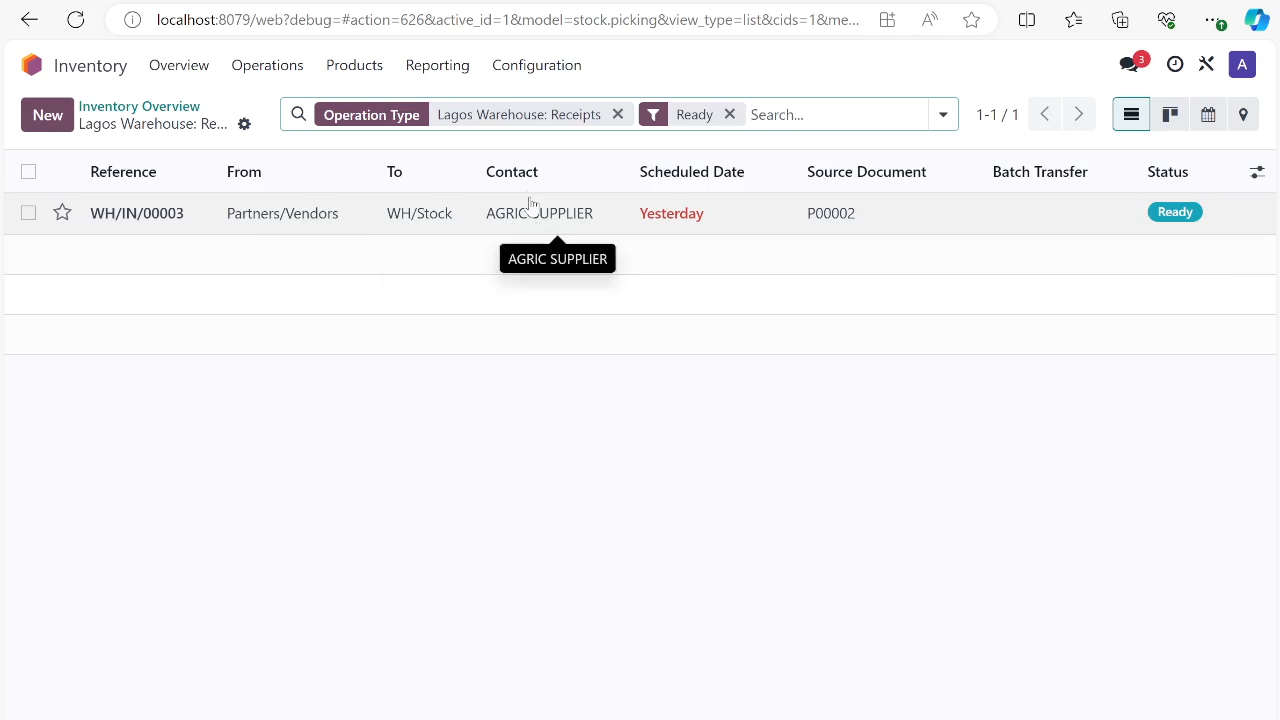 localhost:8079/web?debug=#action=626&active_id=1&model=stock.picking&view_type=list&cids=1&me...
Inventory Overview Operations Products Reporting Configuration 3 A
New Inventory Overview
Lagos Warehouse: Re... Operation Type Lagos Warehouse: Receipts Ready Search... 1-1 / 1
Reference From To Contact Scheduled Date Source Document Batch Transfer Status
WH/IN/00003 Partners/Vendors WH/Stock AGRIC SUPPLIER Yesterday P00002 Ready
AGRIC SUPPLIER